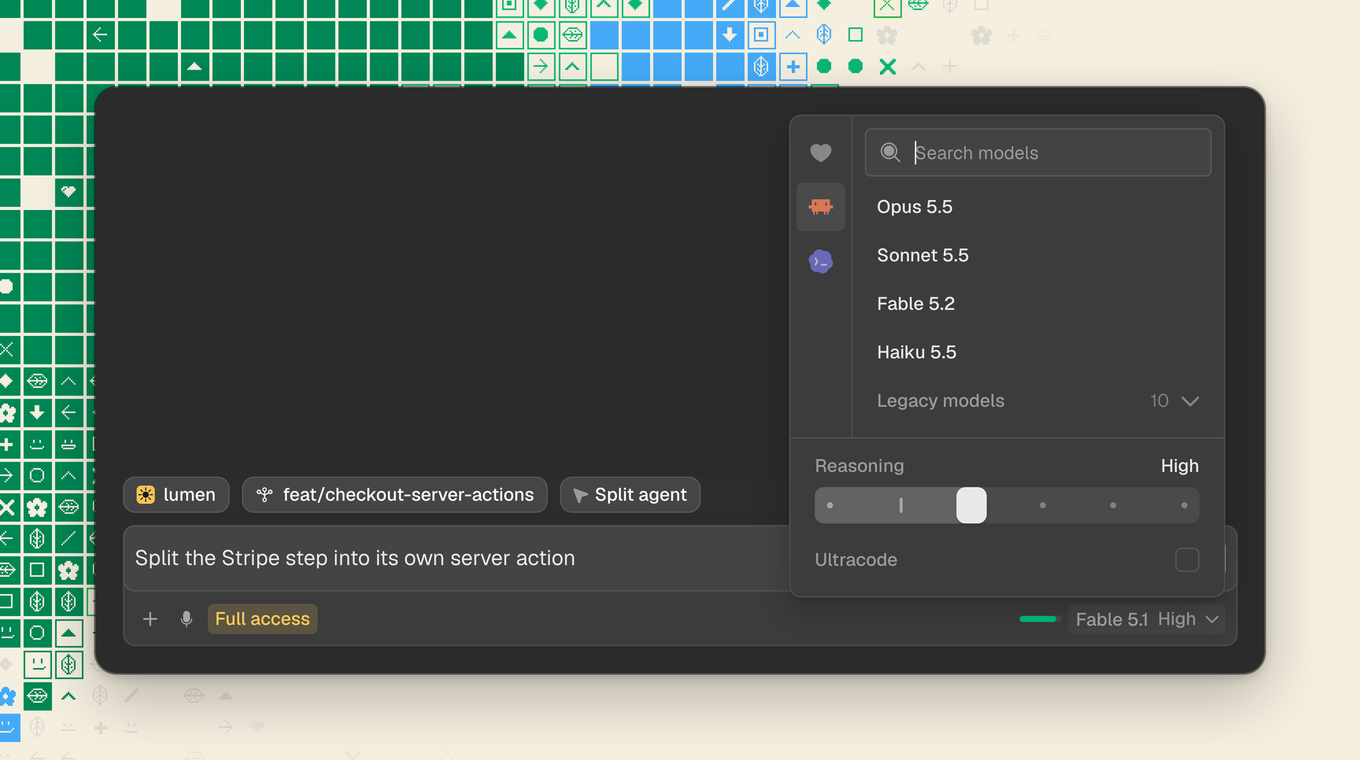 Search models
Opus 5.5
Sonnet 5.5
Fable 5.2
Haiku 5.5
Legacy models 10
Reasoning High
Ultracode
lumen feat/checkout-server-actions Split agent
Split the Stripe step into its own server action
Full access Fable 5.1 High